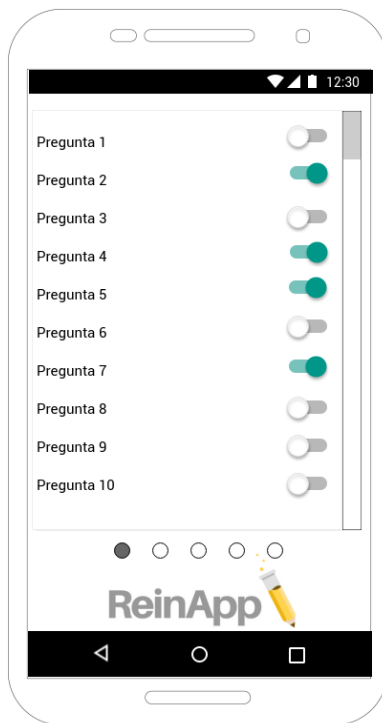 12:30
Pregunta 1
Pregunta 2
Pregunta 3
Pregunta 4
Pregunta 5
Pregunta 6
Pregunta 7
Pregunta 8
Pregunta 9
Pregunta 10
ReinApp